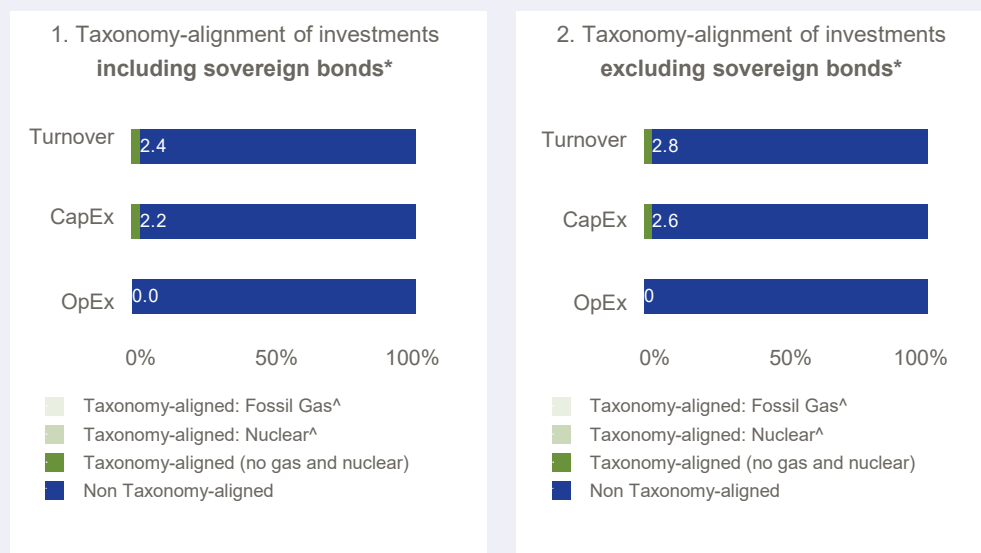 1. Taxonomy-alignment of investments
including sovereign bonds*
Turnover
2.4
CapEx
2.2
OpEx
0.0
0% 50% 100%
Taxonomy-aligned: Fossil Gas^
Taxonomy-aligned: Nuclear^
Taxonomy-aligned (no gas and nuclear)
Non Taxonomy-aligned
2. Taxonomy-alignment of investments
excluding sovereign bonds*
Turnover
2.8
CapEx
2.6
OpEx
0
0% 50% 100%
Taxonomy-aligned: Fossil Gas^
Taxonomy-aligned: Nuclear^
Taxonomy-aligned (no gas and nuclear)
Non Taxonomy-aligned